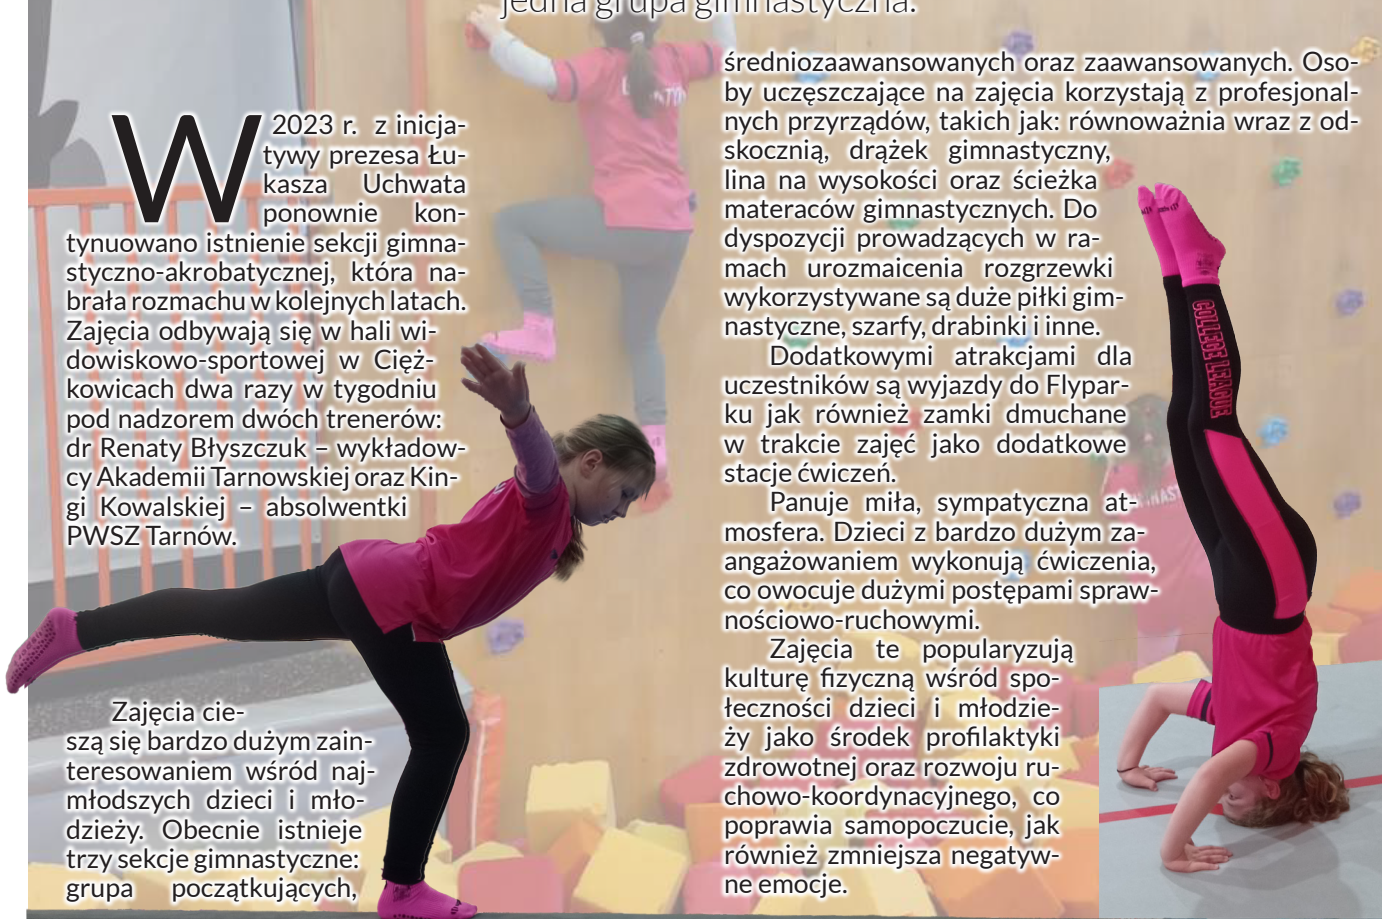 jedna grupa gimnastyczna.
W 2023 r. z inicja-
tywy prezesa Łu-
kasza Uchwata
ponownie kon-
tynuowano istnienie sekcji gimna-
styczno-akrobatycznej, która na-
brała rozmachu w kolejnych latach.
Zajęcia odbywają się w hali wi-
dowiskowo-sportowej w Cięż-
kowicach dwa razy w tygodniu
pod nadzorem dwóch trenerów:
dr Renaty Błyszczuk – wykładow-
cy Akademii Tarnowskiej oraz Kin-
gi Kowalskiej – absolwentki
PWSZ Tarnów.
Zajęcia cie-
szą się bardzo dużym zain-
teresowaniem wśród naj-
młodszych dzieci i mło-
dzieży. Obecnie istnieje
trzy sekcje gimnastyczne:
grupa początkujących,
średniozaawansowanych oraz zaawansowanych. Oso-
by uczęszczające na zajęcia korzystają z profesjonal-
nych przyrządów, takich jak: równoważnia wraz z od-
skocznią, drążek gimnastyczny,
lina na wysokości oraz ścieżka
materaców gimnastycznych. Do
dyspozycji prowadzących w ra-
mach urozmaicenia rozgrzewki
wykorzystywane są duże piłki gim-
nastyczne, szarfy, drabinki i inne.
Dodatkowymi atrakcjami dla
uczestników są wyjazdy do Flypar-
ku jak również zamki dmuchane
w trakcie zajęć jako dodatkowe
stacje ćwiczeń.
Panuje miła, sympatyczna at-
mosfera. Dzieci z bardzo dużym za-
angażowaniem wykonują ćwiczenia,
co owocuje dużymi postępami spraw-
nościowo-ruchowymi.
Zajęcia te popularyzują
kulturę fizyczną wśród spo-
łeczności dzieci i młodzie-
ży jako środek profilaktyki
zdrowotnej oraz rozwoju ru-
chowo-koordynacyjnego, co
poprawia samopoczucie, jak
również zmniejsza negatyw-
ne emocje.
COLLEGE LEAGUE